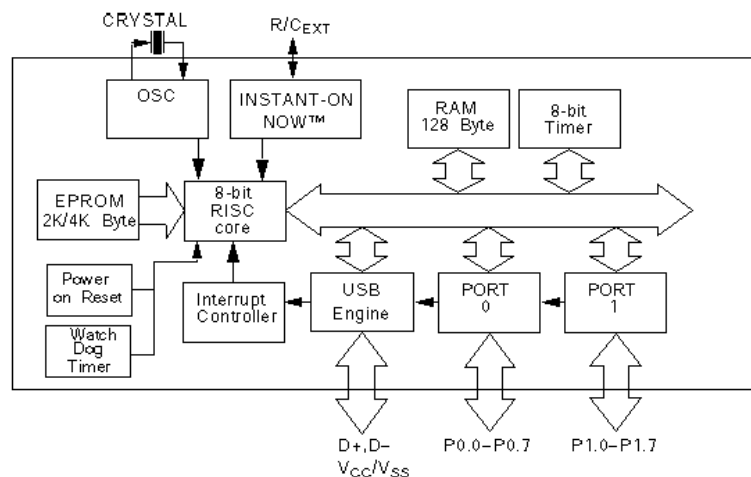 CRYSTAL
R/CEXT
OSC
INSTANT-ON
NOW™
RAM
128 Byte
8-bit
Timer
EPROM
2K/4K Byte
8-bit
RISC
core
Power
on Reset
Interrupt
Controller
USB
Engine
PORT
0
PORT
1
Watch
Dog
Timer
D+,D–
VCC/VSS
P0.0–P0.7
P1.0–P1.7